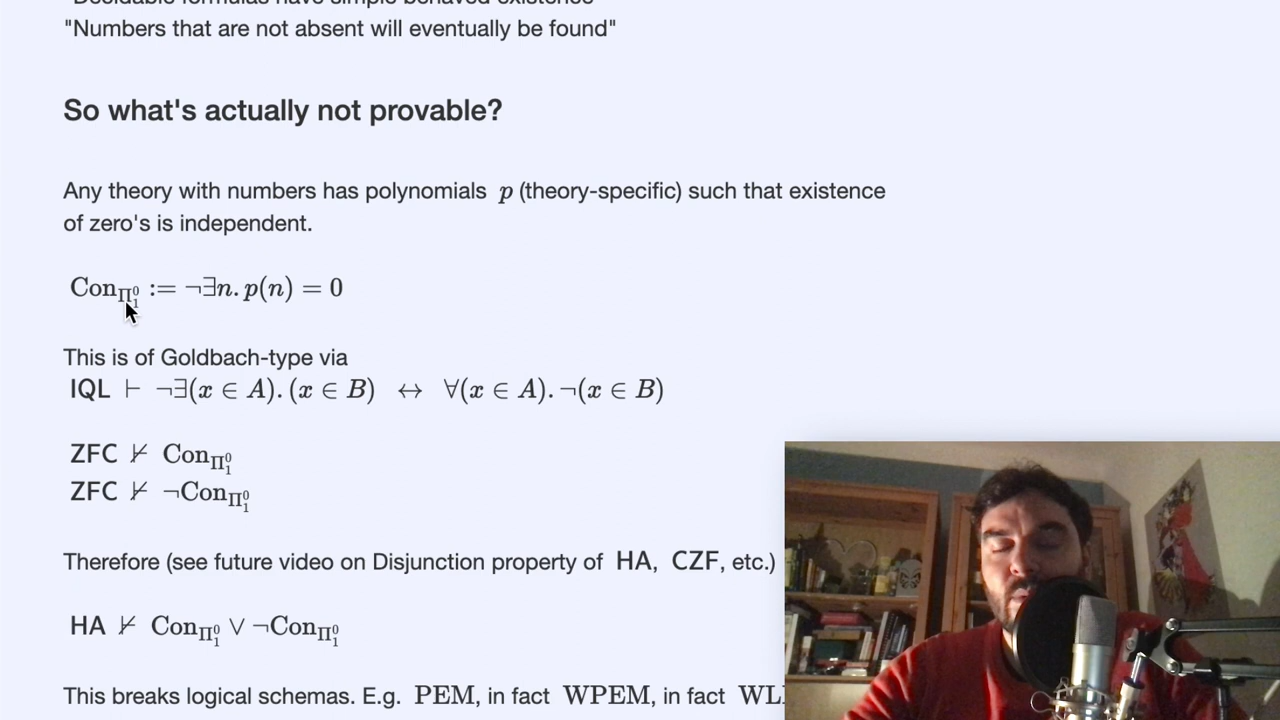 "Numbers that are not absent will eventually be found"
So what's actually not provable?
Any theory with numbers has polynomials p (theory-specific) such that existence
of zero's is independent.
Con_{Π^0_1} := ¬∃n. p(n) = 0
This is of Goldbach-type via
IQL ⊢ ¬∃(x ∈ A). (x ∈ B) ↔ ∀(x ∈ A). ¬(x ∈ B)
ZFC ⊬ Con_{Π^0_1}
ZFC ⊬ ¬Con_{Π^0_1}
Therefore (see future video on Disjunction property of HA, CZF, etc.)
HA ⊬ Con_{Π^0_1} ∨ ¬Con_{Π^0_1}
This breaks logical schemas. E.g. PEM, in fact WPEM, in fact